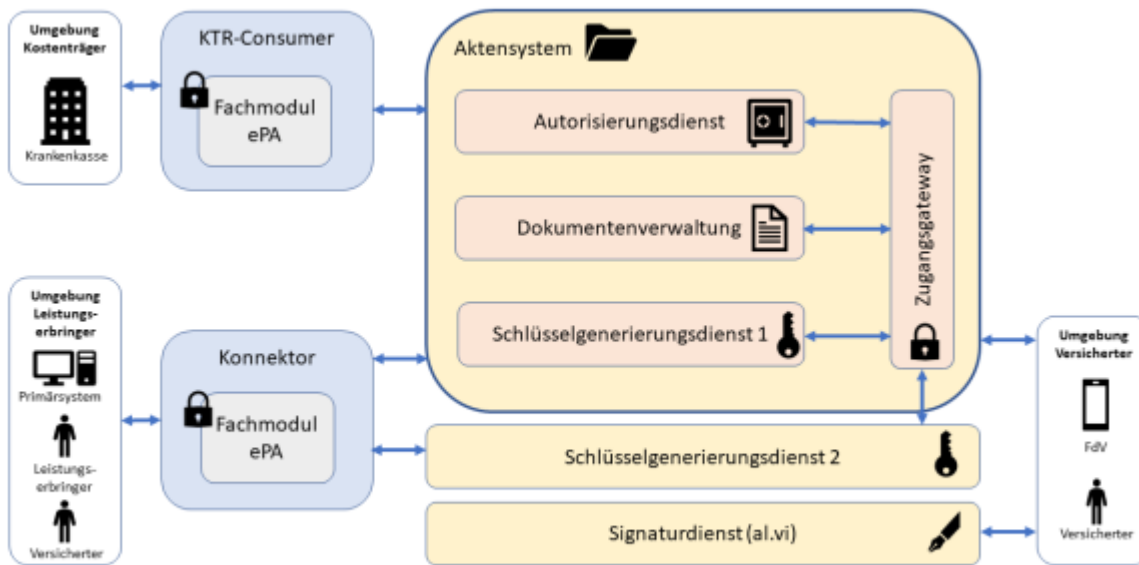 Umgebung
Kostenträger
Krankenkasse
KTR-Consumer
Fachmodul
ePA
Aktensystem
Autorisierungsdienst
Dokumentenverwaltung
Schlüsselgenerierungsdienst 1
Zugangsgateway
Umgebung
Leistungs-
erbringer
Primärsystem
Leistungs-
erbringer
Versicherter
Konnektor
Fachmodul
ePA
Schlüsselgenerierungsdienst 2
Signaturdienst (al.vi)
Umgebung
Versicherter
FdV
Versicherter